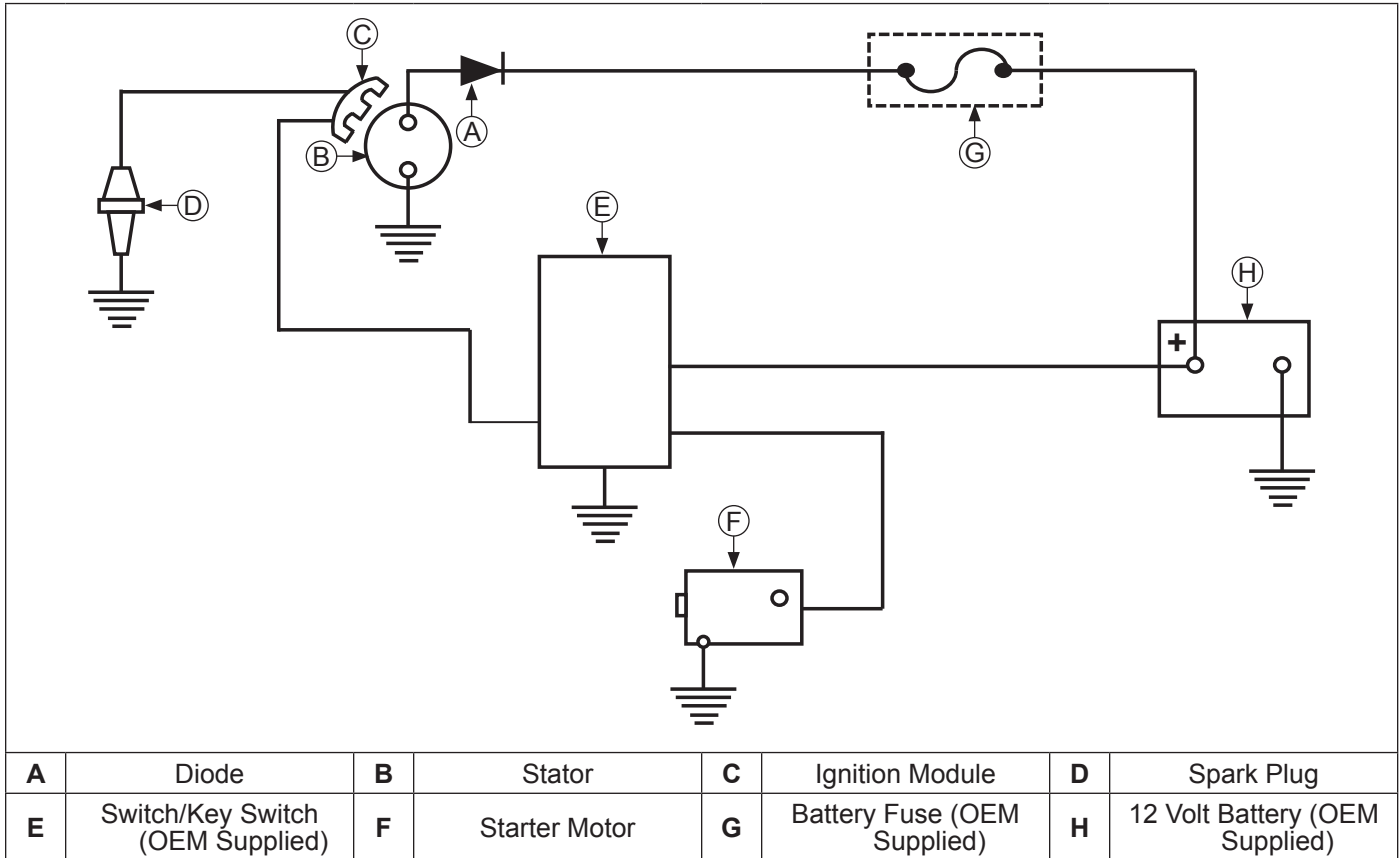 C
A
B
G
D
E
H
+
F
A Diode B Stator C Ignition Module D Spark Plug
E Switch/Key Switch (OEM Supplied) F Starter Motor G Battery Fuse (OEM Supplied) H 12 Volt Battery (OEM Supplied)